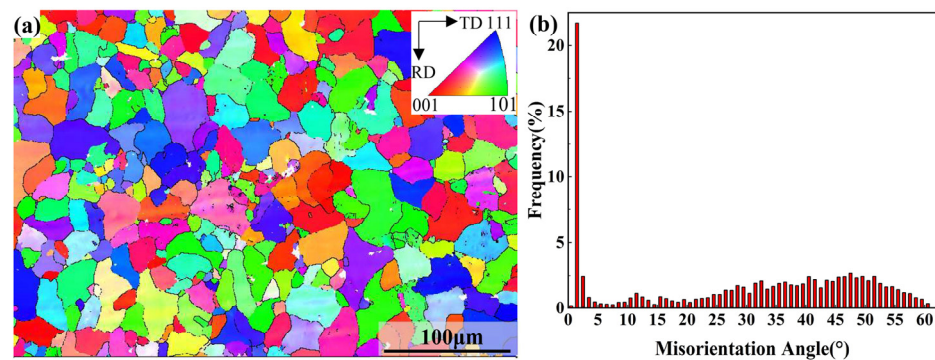 (a)
TD 111
RD
001 101
100μm
(b)
Frequency(%)
20
15
10
5
0
0 5 10 15 20 25 30 35 40 45 50 55 60
Misorientation Angle(°)